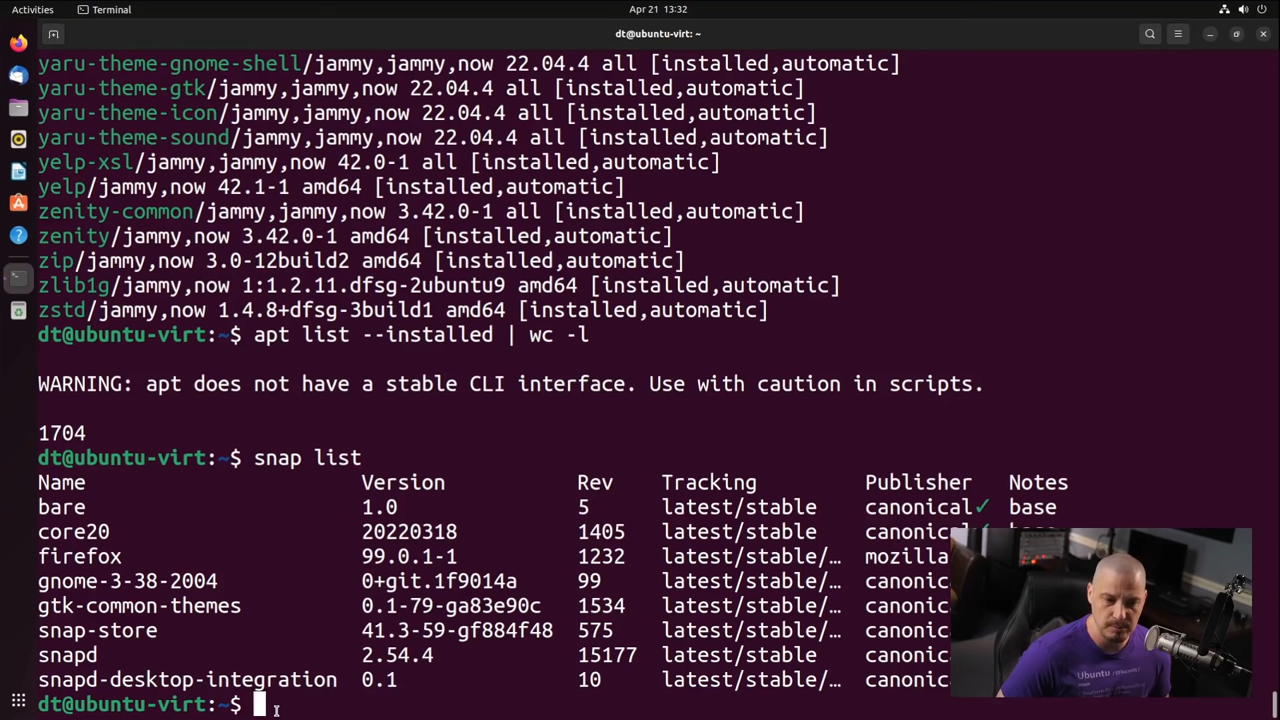 Activities
Terminal
Apr 21 13:32
dt@ubuntu-virt: ~
yaru-theme-gnome-shell/jammy,jammy,now 22.04.4 all [installed,automatic]
yaru-theme-gtk/jammy,jammy,now 22.04.4 all [installed,automatic]
yaru-theme-icon/jammy,jammy,now 22.04.4 all [installed,automatic]
yaru-theme-sound/jammy,jammy,now 22.04.4 all [installed,automatic]
yelp-xsl/jammy,jammy,now 42.0-1 all [installed,automatic]
yelp/jammy,now 42.1-1 amd64 [installed,automatic]
zenity-common/jammy,jammy,now 3.42.0-1 all [installed,automatic]
zenity/jammy,now 3.42.0-1 amd64 [installed,automatic]
zip/jammy,now 3.0-12build2 amd64 [installed,automatic]
zlib1g/jammy,now 1:1.2.11.dfsg-2ubuntu9 amd64 [installed,automatic]
zstd/jammy,now 1.4.8+dfsg-3build1 amd64 [installed,automatic]
dt@ubuntu-virt:~$ apt list --installed | wc -l
WARNING: apt does not have a stable CLI interface. Use with caution in scripts.
1704
dt@ubuntu-virt:~$ snap list
Name Version Rev Tracking Publisher Notes
bare 1.0 5 latest/stable canonical✓ base
core20 20220318 1405 latest/stable canonical✓ base
firefox 99.0.1-1 1232 latest/stable/… mozilla
gnome-3-38-2004 0+git.1f9014a 99 latest/stable/… canonic
gtk-common-themes 0.1-79-ga83e90c 1534 latest/stable/… canonic
snap-store 41.3-59-gf884f48 575 latest/stable/… canonic
snapd 2.54.4 15177 latest/stable canonic
snapd-desktop-integration 0.1 10 latest/stable/… canonic
dt@ubuntu-virt:~$
Ubuntu